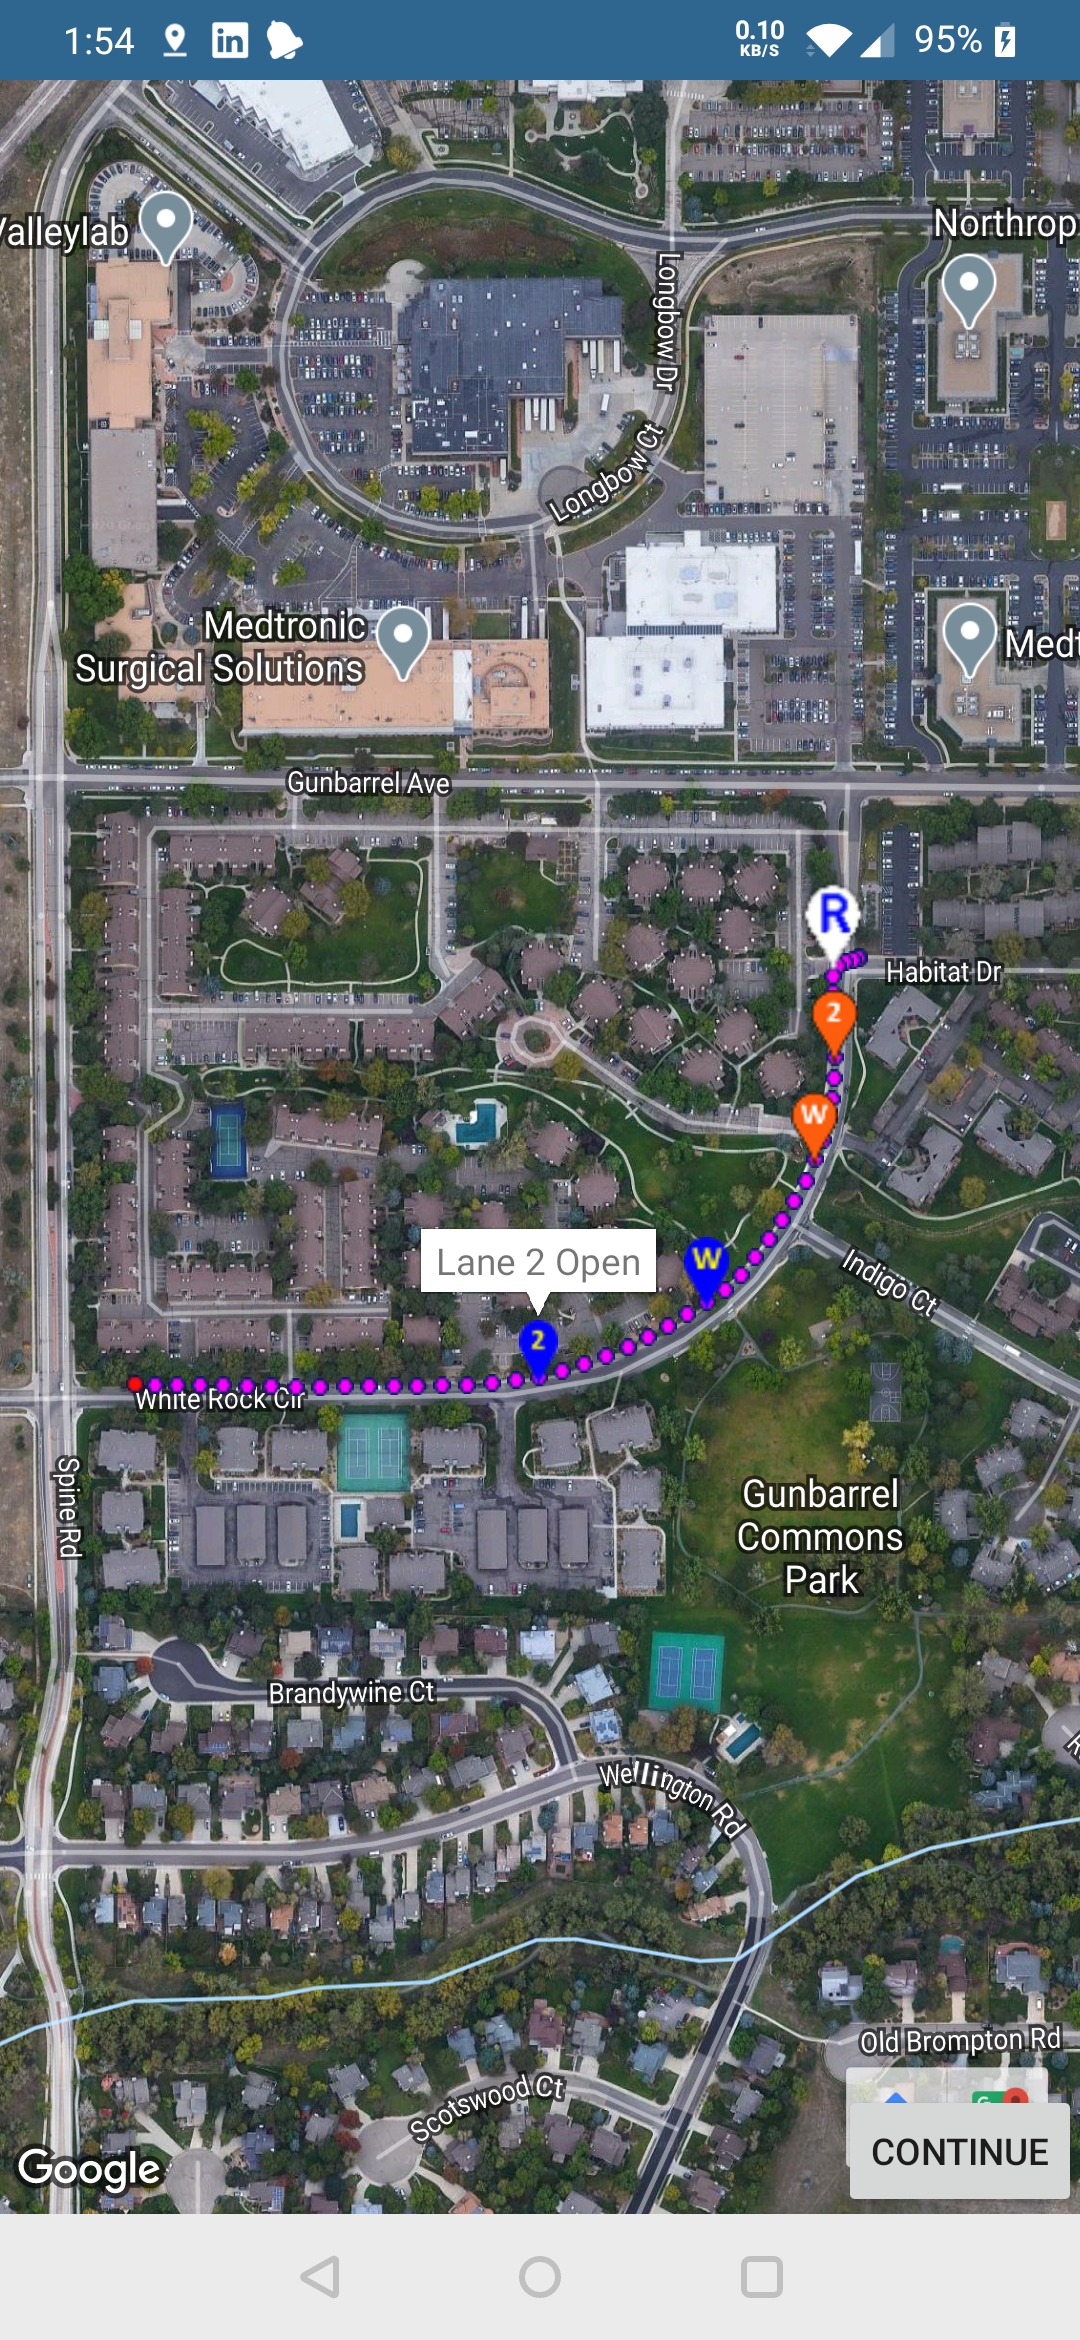 1:54
in
0.10
KB/S
95%
Valleylab
Northrop
Longbow Dr
Longbow Ct
Medtronic
Surgical Solutions
Medt
Gunbarrel Ave
R
Habitat Dr
2
W
Lane 2 Open
W
Indigo Ct
2
White Rock Cir
Spine Rd
Gunbarrel
Commons
Park
Brandywine Ct
Wellington Rd
Old Brompton Rd
Scotswood Ct
Google
CONTINUE